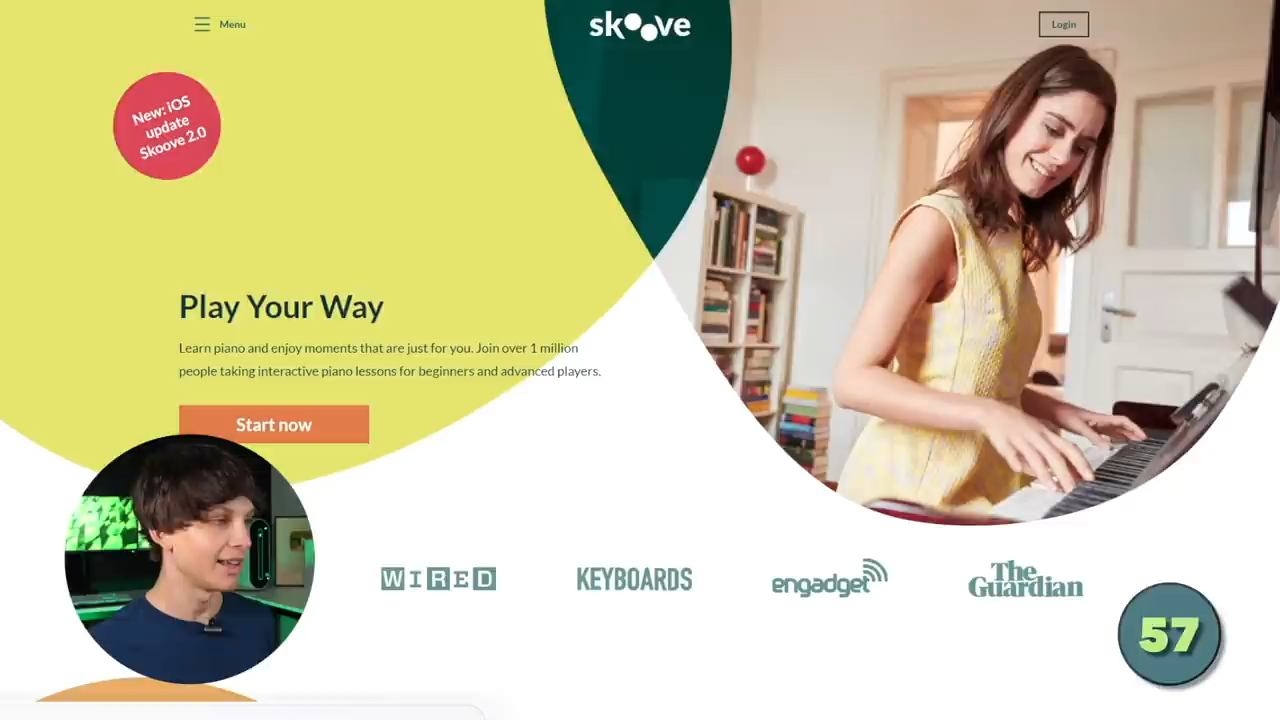 Menu
skoove
Login
New: iOS
update
Skoove 2.0
Play Your Way
Learn piano and enjoy moments that are just for you. Join over 1 million
people taking interactive piano lessons for beginners and advanced players.
Start now
WIRED
KEYBOARDS
engadget
The
Guardian
57